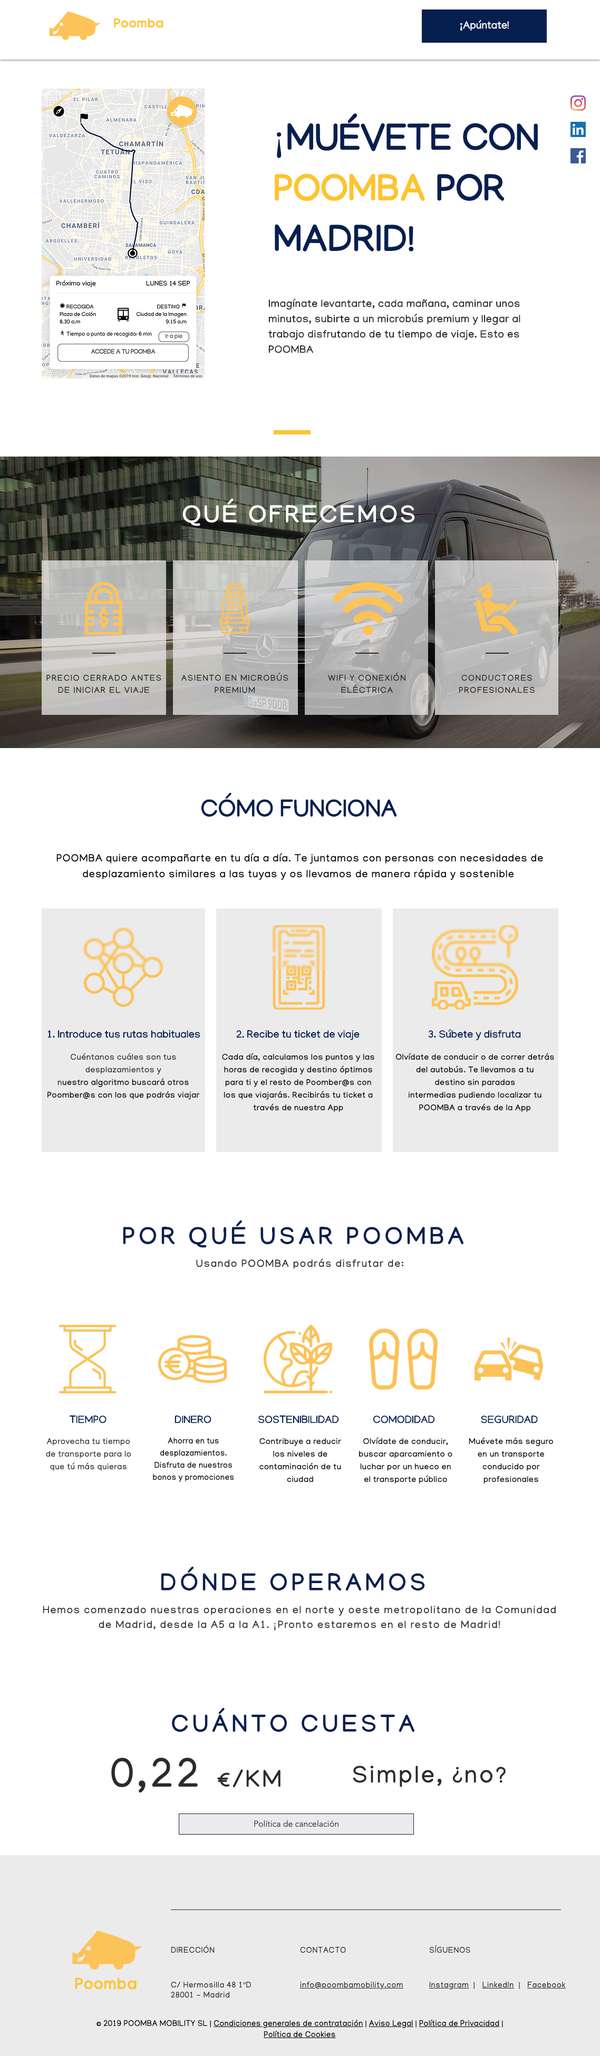 Poomba
¡Apúntate!
¡MUÉVETE CON
POOMBA POR
MADRID!
Imagínate levantarte, cada mañana, caminar unos
minutos, subirte a un microbús premium y llegar al
trabajo disfrutando de tu tiempo de viaje. Esto es
POOMBA
EL PILAR
CASTILL
ALMENARA
VALDEZARZA
CHAMARTÍN
TETUÁN
HISPANOAMÉRICA
CUATRO
CAMINOS
EL VISO
VALLEHERMOSO
CHAMBERÍ
GUINDALERA
ARGÜELLES
SALAMANCA
GOYA
UNIVERSIDAD
Próximo viaje
LUNES 14 SEP
RECOGIDA
Plaza de Colón
8.30 a.m
DESTINO
Ciudad de la Imagen
9.15 a.m
Tiempo a punto de recogida: 6 min
Ir a pie
ACCEDE A TU POOMBA
VALLECAS
QUÉ OFRECEMOS
PRECIO CERRADO ANTES
DE INICIAR EL VIAJE
ASIENTO EN MICROBÚS
PREMIUM
WIFI Y CONEXIÓN
ELÉCTRICA
CONDUCTORES
PROFESIONALES
CÓMO FUNCIONA
POOMBA quiere acompañarte en tu día a día. Te juntamos con personas con necesidades de
desplazamiento similares a las tuyas y os llevamos de manera rápida y sostenible
1. Introduce tus rutas habituales
Cuéntanos cuáles son tus
desplazamientos y
nuestro algoritmo buscará otros
Poomber@s con los que podrás viajar
2. Recibe tu ticket de viaje
Cada día, calculamos los puntos y las
horas de recogida y destino óptimos
para ti y el resto de Poomber@s con
los que viajarás. Recibirás tu ticket a
través de nuestra App
3. Súbete y disfruta
Olvídate de conducir o de correr detrás
del autobús. Te llevamos a tu
destino sin paradas
intermedias pudiendo localizar tu
POOMBA a través de la App
POR QUÉ USAR POOMBA
Usando POOMBA podrás disfrutar de:
TIEMPO
Aprovecha tu tiempo
de transporte para lo
que tú más quieras
DINERO
Ahorra en tus
desplazamientos.
Disfruta de nuestros
bonos y promociones
SOSTENIBILIDAD
Contribuye a reducir
los niveles de
contaminación de tu
ciudad
COMODIDAD
Olvídate de conducir,
buscar aparcamiento o
luchar por un hueco en
el transporte público
SEGURIDAD
Muévete más seguro
en un transporte
conducido por
profesionales
DÓNDE OPERAMOS
Hemos comenzado nuestras operaciones en el norte y oeste metropolitano de la Comunidad
de Madrid, desde la A5 a la A1. ¡Pronto estaremos en el resto de Madrid!
CUÁNTO CUESTA
0,22 €/KM
Simple, ¿no?
Política de cancelación
Poomba
DIRECCIÓN
C/ Hermosilla 48 1ºD
28001 - Madrid
CONTACTO
info@poombamobility.com
SÍGUENOS
Instagram | LinkedIn | Facebook
© 2019 POOMBA MOBILITY SL | Condiciones generales de contratación | Aviso Legal | Política de Privacidad |
Política de Cookies